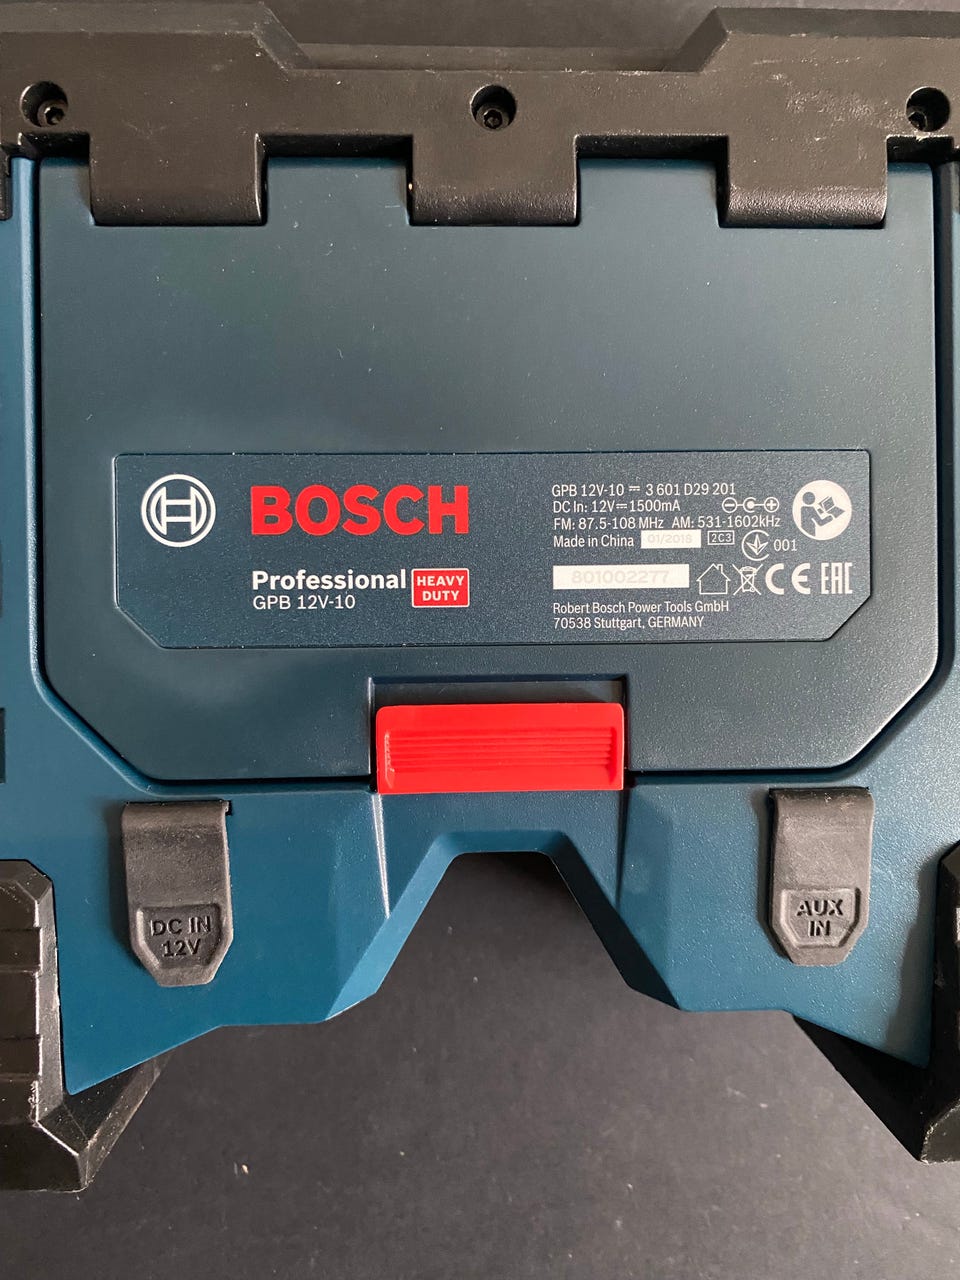 BOSCH
Professional
HEAVY DUTY
GPB 12V-10
GPB 12V-10 ⎓ 3 601 D29 201
DC In: 12V⎓1500mA
FM: 87.5-108 MHz AM: 531-1602kHz
Made in China 01/2018 2C3 001
801002277 CE EAC
Robert Bosch Power Tools GmbH
70538 Stuttgart, GERMANY
DC IN
12V
AUX
IN